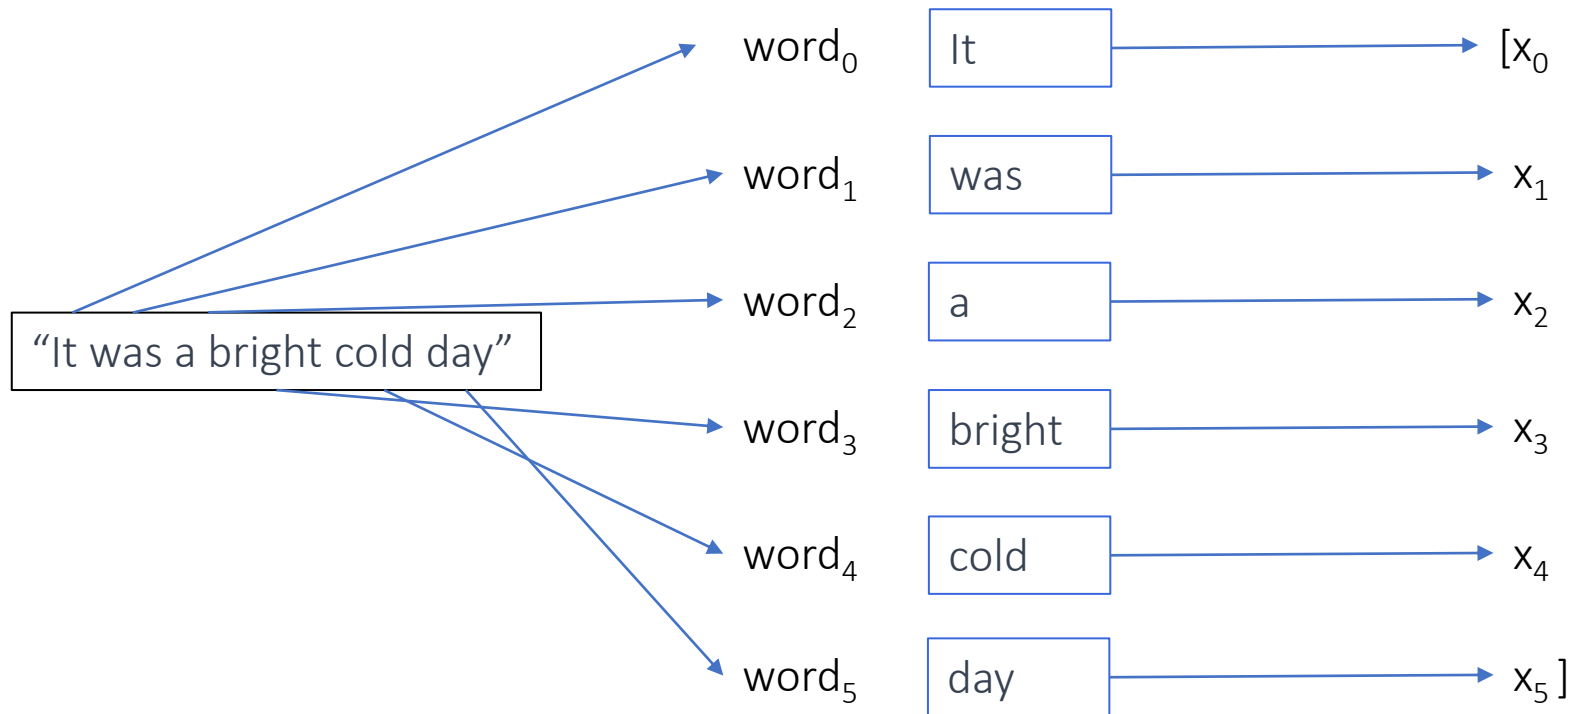 word₀ It [x₀
word₁ was x₁
word₂ a x₂
“It was a bright cold day”
word₃ bright x₃
word₄ cold x₄
word₅ day x₅ ]